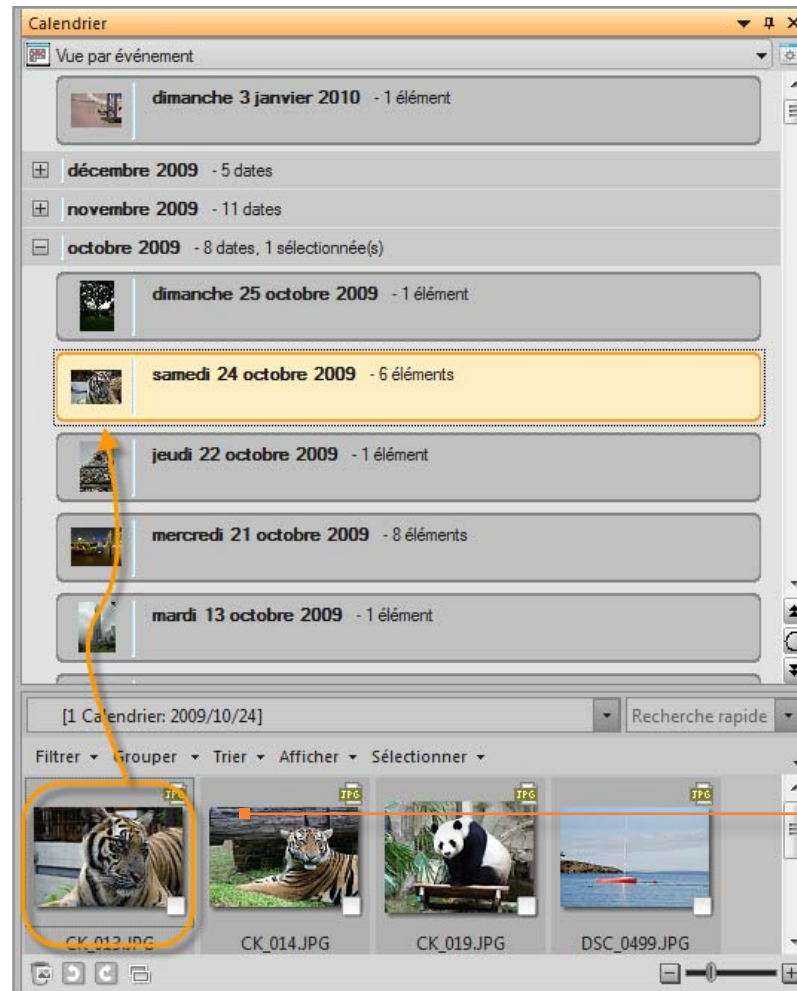 Calendrier
Vue par événement
dimanche 3 janvier 2010 - 1 élément
décembre 2009 - 5 dates
novembre 2009 - 11 dates
octobre 2009 - 8 dates, 1 sélectionnée(s)
dimanche 25 octobre 2009 - 1 élément
samedi 24 octobre 2009 - 6 éléments
jeudi 22 octobre 2009 - 1 élément
mercredi 21 octobre 2009 - 8 éléments
mardi 13 octobre 2009 - 1 élément
[1 Calendrier: 2009/10/24] Recherche rapide
Filtrer Grouper Trier Afficher Sélectionner
JPG JPG JPG JPG
CK_013.JPG CK_014.JPG CK_019.JPG DSC_0499.JPG